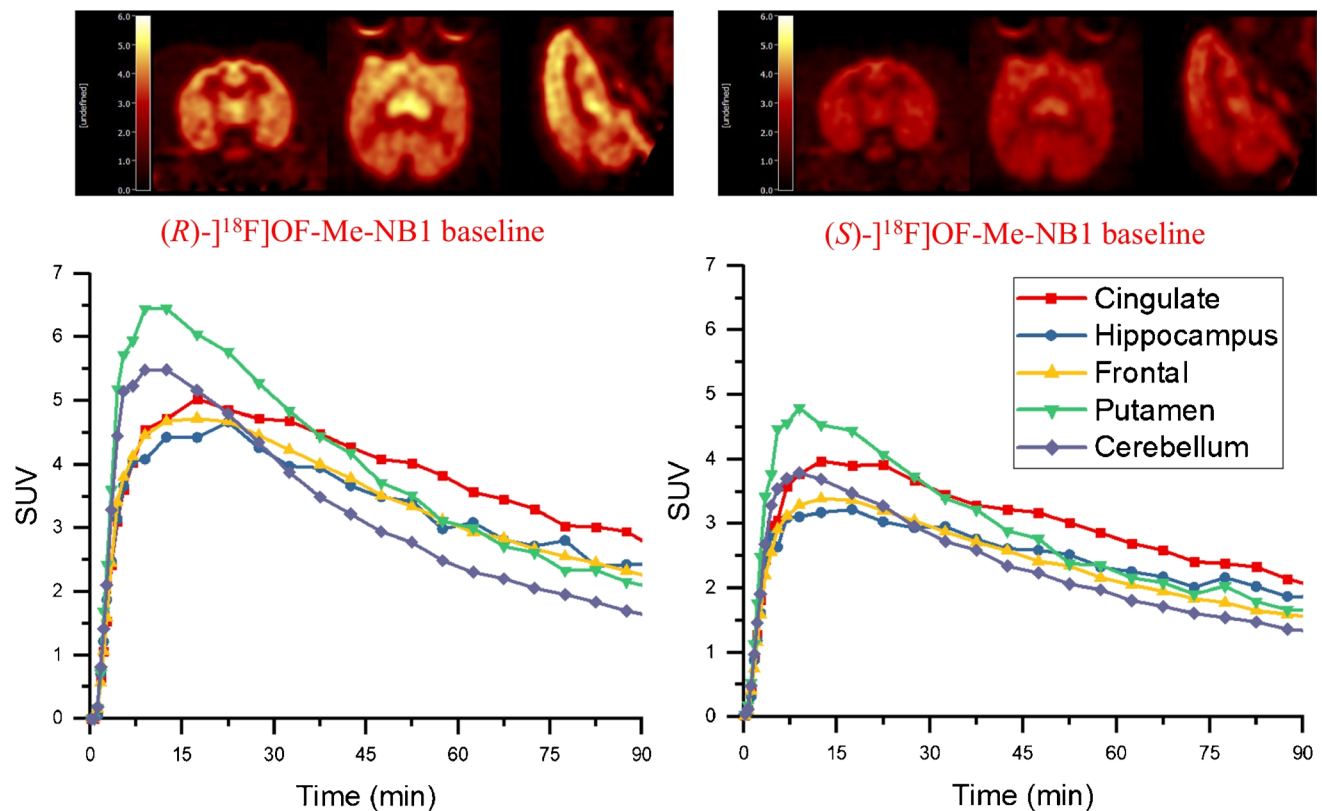 6.0
5.0
4.0
3.0
2.0
1.0
0.0
[undefined]
6.0
5.0
4.0
3.0
2.0
1.0
0.0
[undefined]
(R)-]¹⁸F]OF-Me-NB1 baseline
(S)-]¹⁸F]OF-Me-NB1 baseline
7
6
5
4
3
2
1
0
SUV
0 15 30 45 60 75 90
Time (min)
7
6
5
4
3
2
1
0
SUV
Cingulate
Hippocampus
Frontal
Putamen
Cerebellum
0 15 30 45 60 75 90
Time (min)